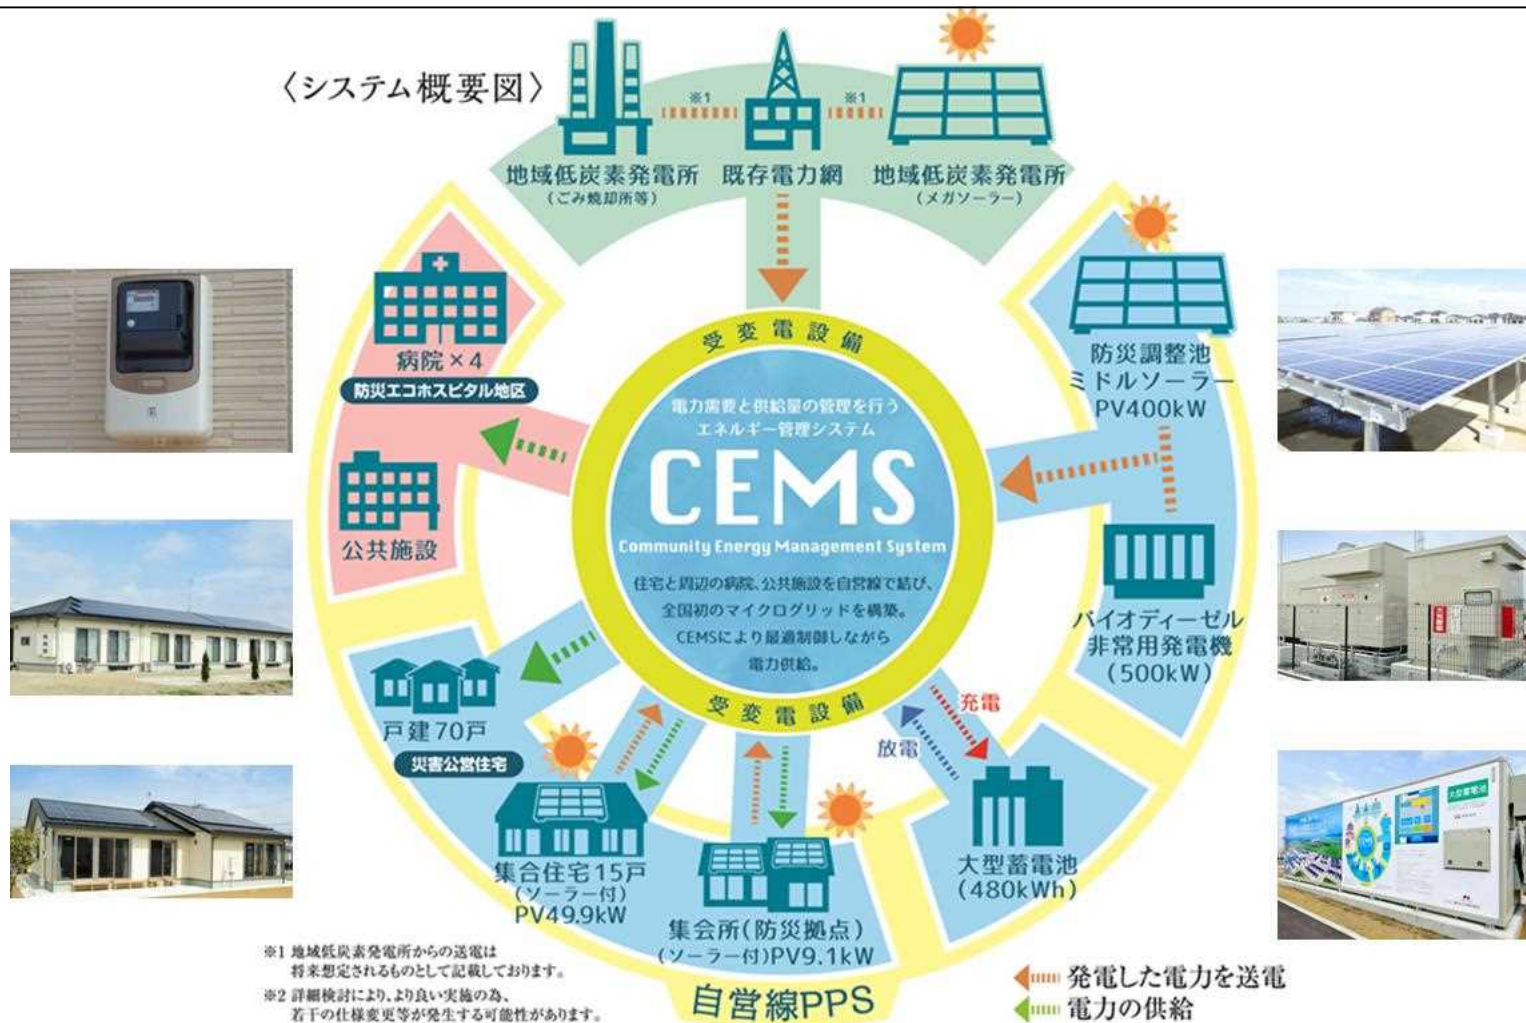 〈システム概要図〉
※1
※1
地域低炭素発電所
(ごみ焼却所等)
既存電力網
地域低炭素発電所
(メガソーラー)
病院×4
防災エコホスピタル地区
公共施設
受変電設備
電力需要と供給量の管理を行う
エネルギー管理システム
CEMS
Community Energy Management System
住宅と周辺の病院、公共施設を自営線で結び、
全国初のマイクログリッドを構築。
CEMSにより最適制御しながら
電力供給。
受変電設備
防災調整池
ミドルソーラー
PV400kW
バイオディーゼル
非常用発電機
(500kW)
戸建70戸
災害公営住宅
集合住宅15戸
(ソーラー付)
PV49.9kW
集会所(防災拠点)
(ソーラー付)PV9.1kW
放電
充電
大型蓄電池
(480kWh)
大型蓄電池
CEMS
自営線PPS
※1 地域低炭素発電所からの送電は
将来想定されるものとして記載しております。
※2 詳細検討により、より良い実施の為、
若干の仕様変更等が発生する可能性があります。
発電した電力を送電
電力の供給